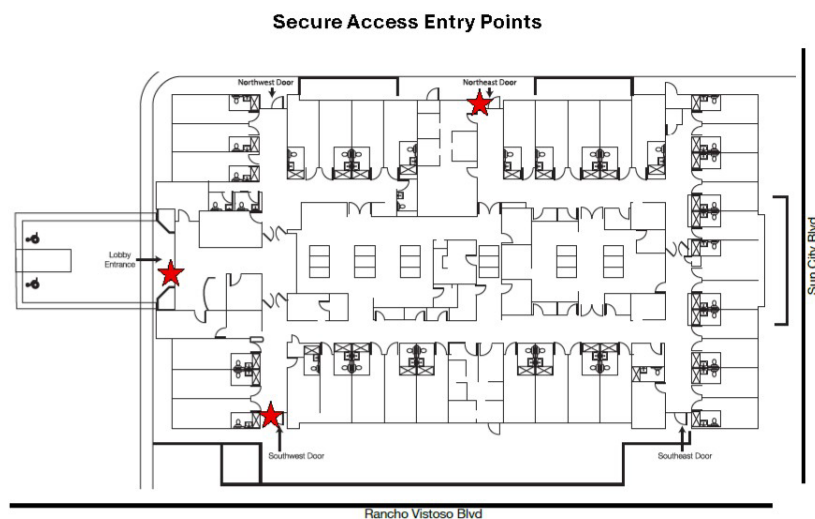 Secure Access Entry Points
Northwest Door
Northeast Door
Lobby
Entrance
Sun City Blvd
Southwest Door
Southeast Door
Rancho Vistoso Blvd